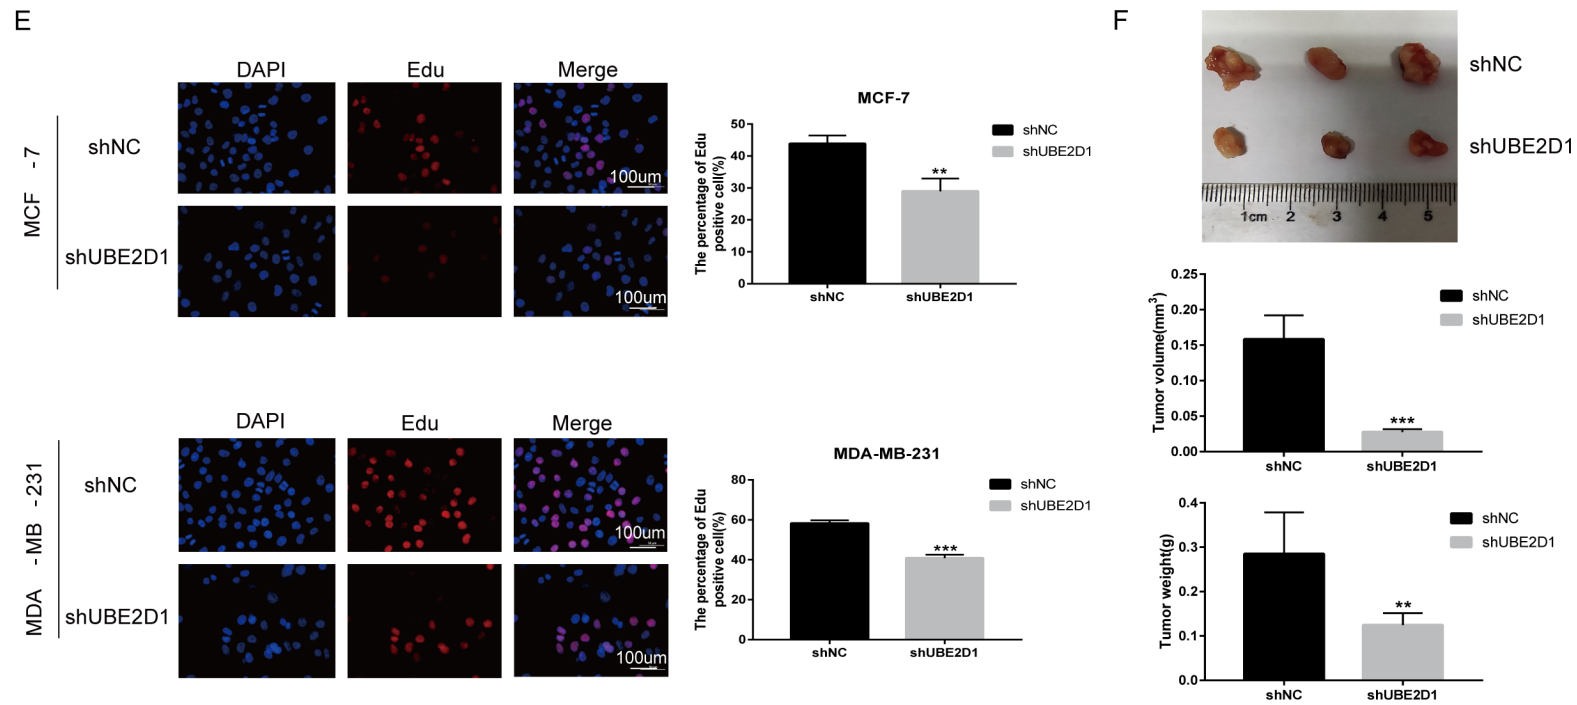 E
DAPI Edu Merge
MCF -7
shNC
100um
shUBE2D1
100um
MCF-7
The percentage of Edu
positive cell(%)
50
40
30
20
10
0
**
shNC
shUBE2D1
shNC shUBE2D1
DAPI Edu Merge
MDA -MB -231
shNC
100um
shUBE2D1
100um
MDA-MB-231
The percentage of Edu
positive cell(%)
80
60
40
20
0
***
shNC
shUBE2D1
shNC shUBE2D1
F
shNC
shUBE2D1
1cm 2 3 4 5
Tumor volume(mm3)
0.25
0.20
0.15
0.10
0.05
0.00
***
shNC
shUBE2D1
shNC shUBE2D1
Tumor weight(g)
0.4
0.3
0.2
0.1
0.0
**
shNC
shUBE2D1
shNC shUBE2D1